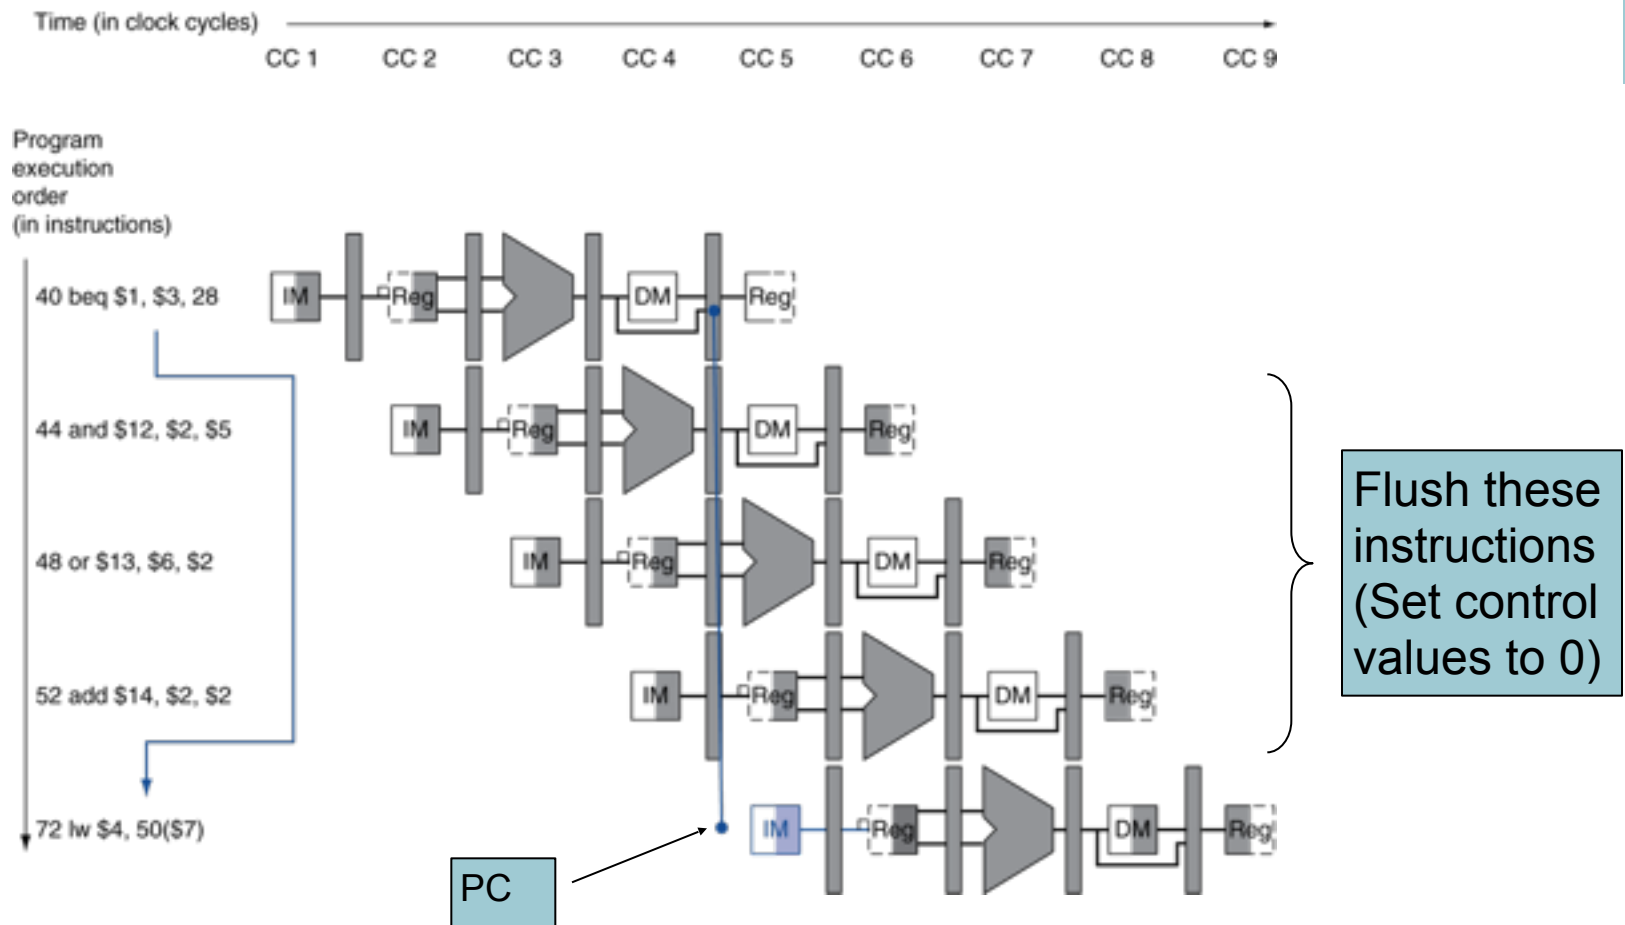 Time (in clock cycles)
CC 1 CC 2 CC 3 CC 4 CC 5 CC 6 CC 7 CC 8 CC 9
Program
execution
order
(in instructions)
40 beq $1, $3, 28
IM Reg DM Reg
44 and $12, $2, $5
IM Reg DM Reg
48 or $13, $6, $2
IM Reg DM Reg
52 add $14, $2, $2
IM Reg DM Reg
72 lw $4, 50($7)
IM Reg DM Reg
Flush these
instructions
(Set control
values to 0)
PC